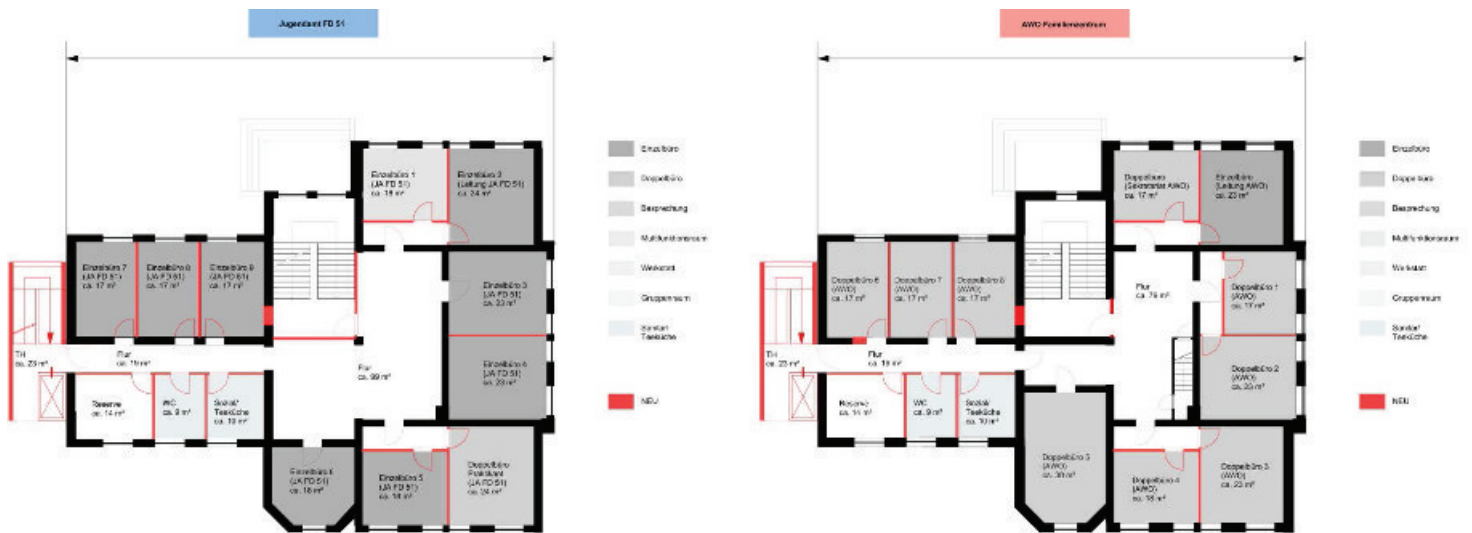 Jugendamt FD 51
Einzelbüro 1
(JA FD 51)
ca. 18 m²
Einzelbüro 2
(Leitung JA FD 51)
ca. 24 m²
Einzelbüro 7
(JA FD 51)
ca. 17 m²
Einzelbüro 8
(JA FD 51)
ca. 17 m²
Einzelbüro 9
(JA FD 51)
ca. 17 m²
Einzelbüro 3
(JA FD 51)
ca. 23 m²
Einzelbüro 4
(JA FD 51)
ca. 23 m²
TH
ca. 23 m²
Flur
Flur
ca. 99 m²
Reserve
ca. 14 m²
WC
ca. 9 m²
Sozial/
Teeküche
ca. 10 m²
Einzelbüro 6
(JA FD 51)
ca. 18 m²
Einzelbüro 5
(JA FD 51)
ca. 18 m²
Doppelbüro
Praktikant
ca. 24 m²
Einzelbüro
Doppelbüro
Besprechung
Multifunktionsraum
Werkstatt
Gruppenraum
Sanitär/
Teeküche
NEU
AWO Familienzentrum
Doppelbüro
(Sekretariat AWO)
ca. 17 m²
Einzelbüro
(Leitung AWO)
ca. 23 m²
Doppelbüro 6
(AWO)
ca. 17 m²
Doppelbüro 7
(AWO)
ca. 17 m²
Doppelbüro 8
(AWO)
ca. 17 m²
Flur
ca. 76 m²
Doppelbüro 1
(AWO)
ca. 17 m²
Doppelbüro 2
(AWO)
ca. 23 m²
TH
ca. 23 m²
Flur
Reserve
ca. 14 m²
WC
ca. 9 m²
Sozial/
Teeküche
ca. 10 m²
Doppelbüro 5
(AWO)
ca. 30 m²
Doppelbüro 4
(AWO)
ca. 18 m²
Doppelbüro 3
(AWO)
ca. 23 m²
Einzelbüro
Doppelbüro
Besprechung
Multifunktionsraum
Werkstatt
Gruppenraum
Sanitär/
Teeküche
NEU